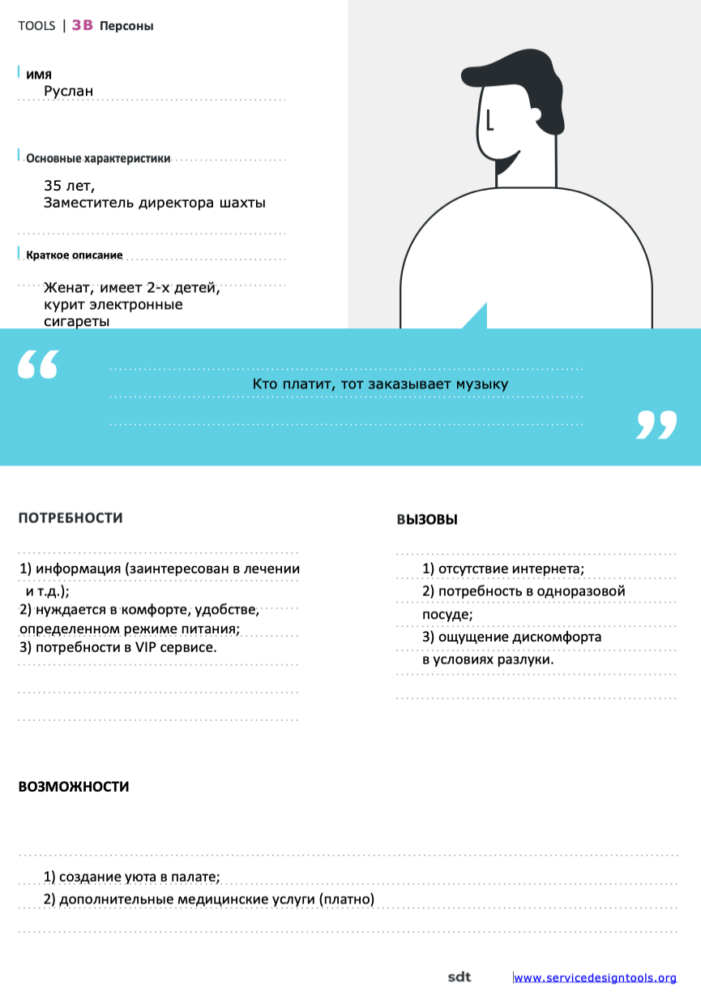 TOOLS | 3B Персоны
имя
Руслан
Основные характеристики
35 лет,
Заместитель директора шахты
Краткое описание
Женат, имеет 2-х детей,
курит электронные
сигареты
“
Кто платит, тот заказывает музыку
”
ПОТРЕБНОСТИ
1) информация (заинтересован в лечении
и т.д.);
2) нуждается в комфорте, удобстве,
определенном режиме питания;
3) потребности в VIP сервисе.
ВЫЗОВЫ
1) отсутствие интернета;
2) потребность в одноразовой
посуде;
3) ощущение дискомфорта
в условиях разлуки.
ВОЗМОЖНОСТИ
1) создание уюта в палате;
2) дополнительные медицинские услуги (платно)
sdt www.servicedesigntools.org